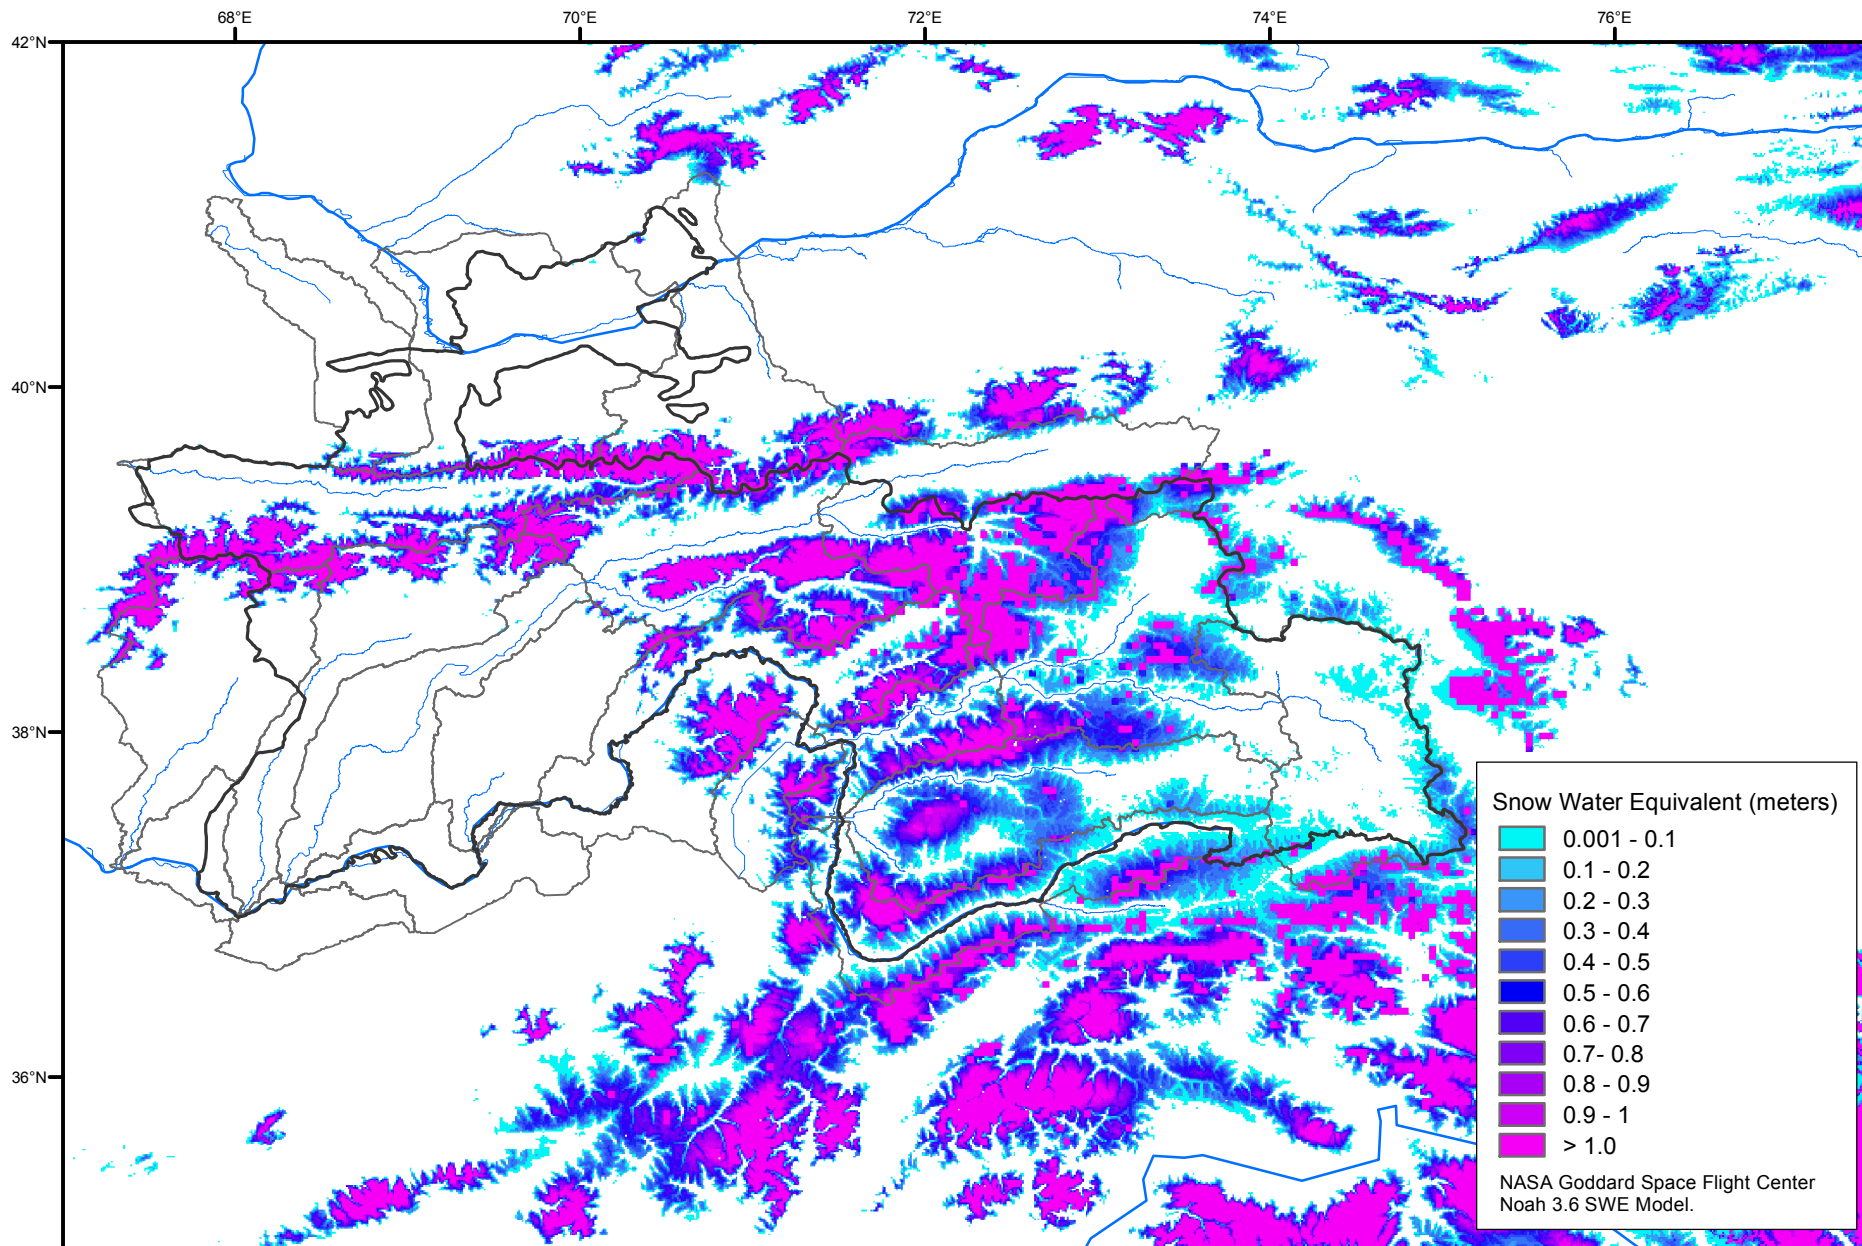 68°E 70°E 72°E 74°E 76°E
42°N
40°N
38°N
36°N
Snow Water Equivalent (meters)
0.001 - 0.1
0.1 - 0.2
0.2 - 0.3
0.3 - 0.4
0.4 - 0.5
0.5 - 0.6
0.6 - 0.7
0.7- 0.8
0.8 - 0.9
0.9 - 1
> 1.0
NASA Goddard Space Flight Center
Noah 3.6 SWE Model.